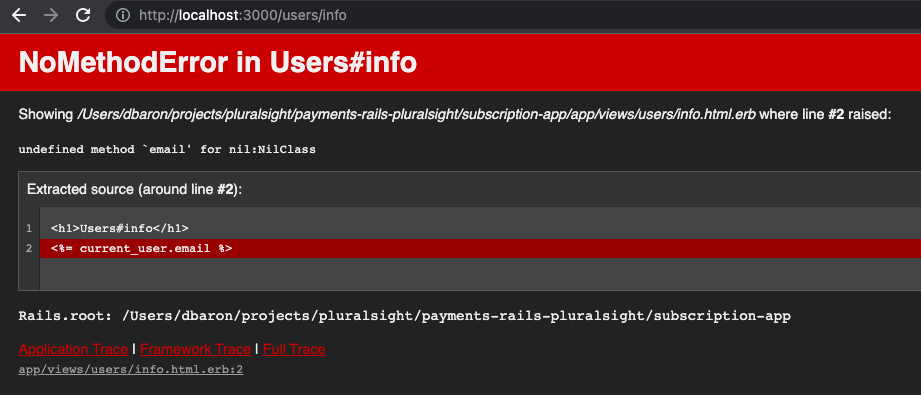 http://localhost:3000/users/info
NoMethodError in Users#info
Showing /Users/dbaron/projects/pluralsight/payments-rails-pluralsight/subscription-app/app/views/users/info.html.erb where line #2 raised:
undefined method `email' for nil:NilClass
Extracted source (around line #2):
1 <h1>Users#info</h1>
2 <%= current_user.email %>
Rails.root: /Users/dbaron/projects/pluralsight/payments-rails-pluralsight/subscription-app
Application Trace | Framework Trace | Full Trace
app/views/users/info.html.erb:2